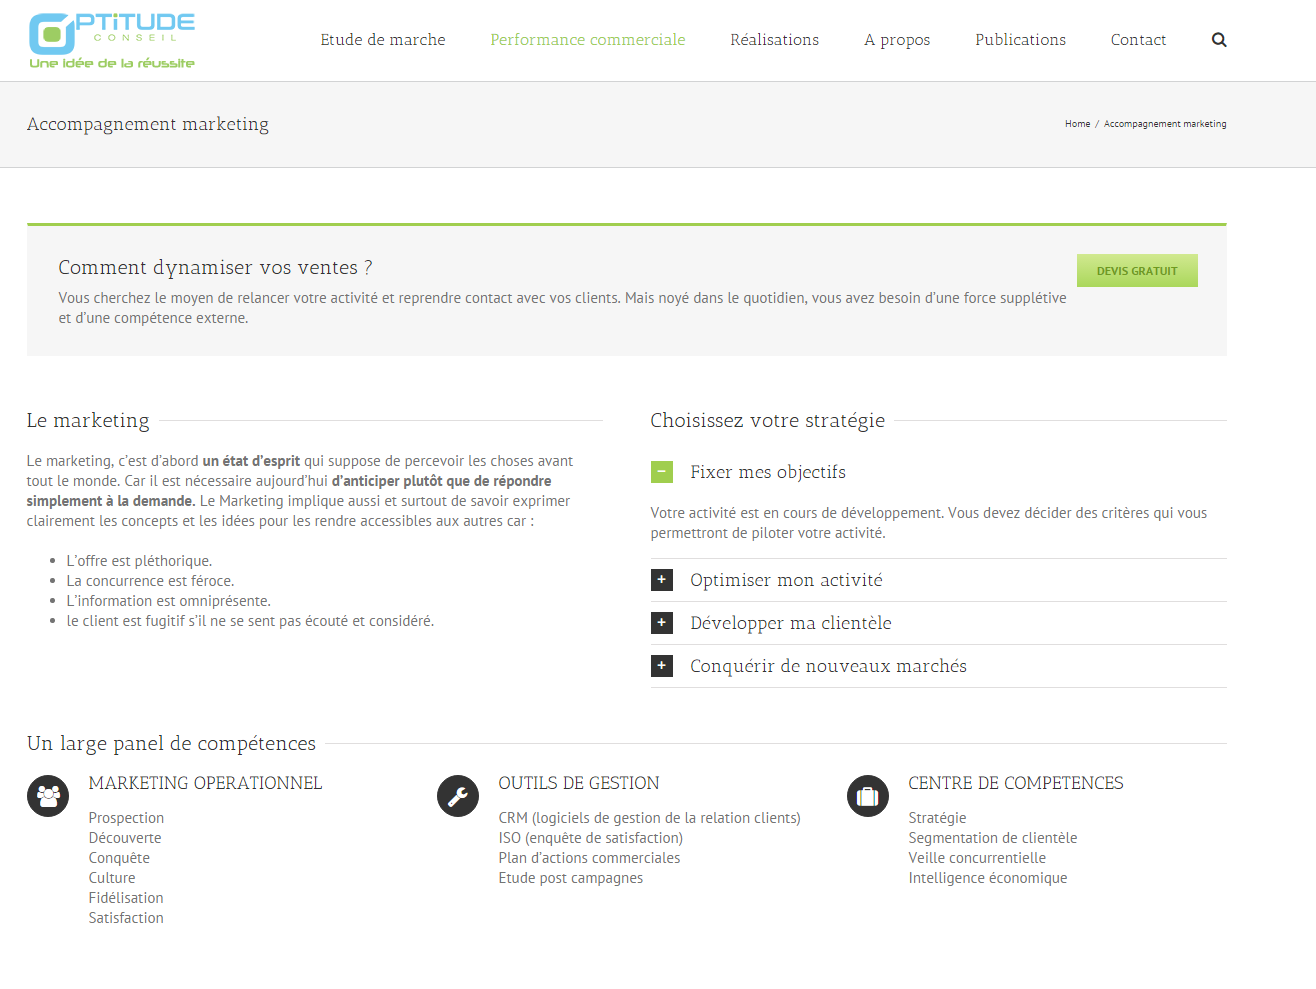 OPTITUDE
CONSEIL
Une idée de la réussite
Etude de marche
Performance commerciale
Réalisations
A propos
Publications
Contact
Accompagnement marketing
Home / Accompagnement marketing
Comment dynamiser vos ventes ?
DEVIS GRATUIT
Vous cherchez le moyen de relancer votre activité et reprendre contact avec vos clients. Mais noyé dans le quotidien, vous avez besoin d'une force supplétive
et d'une compétence externe.
Le marketing
Le marketing, c'est d'abord un état d'esprit qui suppose de percevoir les choses avant
tout le monde. Car il est nécessaire aujourd'hui d'anticiper plutôt que de répondre
simplement à la demande. Le Marketing implique aussi et surtout de savoir exprimer
clairement les concepts et les idées pour les rendre accessibles aux autres car :
• L'offre est pléthorique.
• La concurrence est féroce.
• L'information est omniprésente.
• le client est fugitif s'il ne se sent pas écouté et considéré.
Choisissez votre stratégie
Fixer mes objectifs
Votre activité est en cours de développement. Vous devez décider des critères qui vous
permettront de piloter votre activité.
Optimiser mon activité
Développer ma clientèle
Conquérir de nouveaux marchés
Un large panel de compétences
MARKETING OPERATIONNEL
Prospection
Découverte
Conquête
Culture
Fidélisation
Satisfaction
OUTILS DE GESTION
CRM (logiciels de gestion de la relation clients)
ISO (enquête de satisfaction)
Plan d'actions commerciales
Etude post campagnes
CENTRE DE COMPETENCES
Stratégie
Segmentation de clientèle
Veille concurrentielle
Intelligence économique